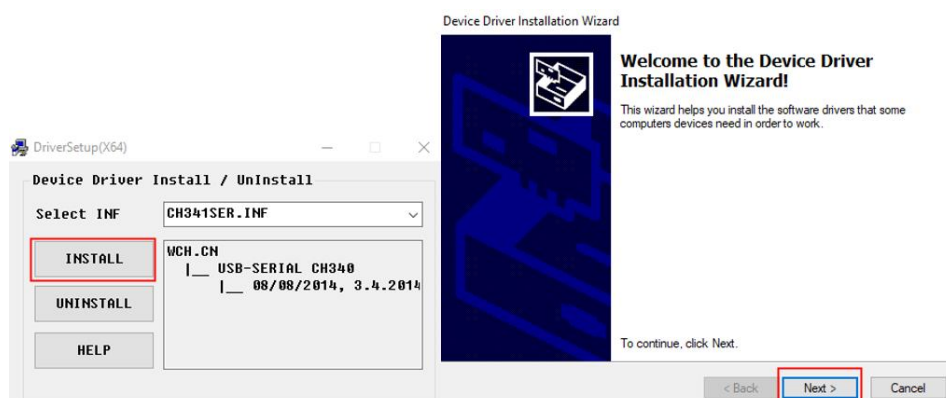 DriverSetup(X64)
Device Driver Install / UnInstall
Select INF
CH341SER.INF
INSTALL
UNINSTALL
HELP
WCH.CN
|__ USB-SERIAL CH340
|__ 08/08/2014, 3.4.2014
Device Driver Installation Wizard
Welcome to the Device Driver
Installation Wizard!
This wizard helps you install the software drivers that some
computers devices need in order to work.
To continue, click Next.
< Back
Next >
Cancel